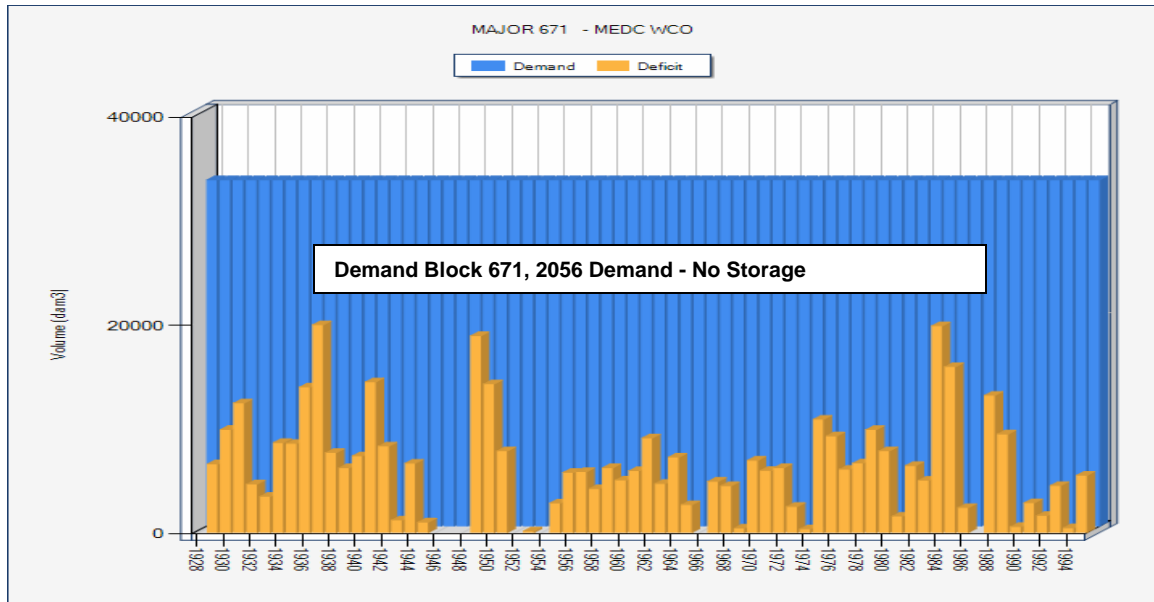 MAJOR 671 - MEDC WCO
Demand Deficit
40000
Demand Block 671, 2056 Demand - No Storage
Volume (dam3|
20000
0
1928 1930 1932 1934 1936 1938 1940 1942 1944 1946 1948 1950 1952 1954 1956 1958 1960 1962 1964 1966 1968 1970 1972 1974 1976 1978 1980 1982 1984 1986 1988 1990 1992 1994